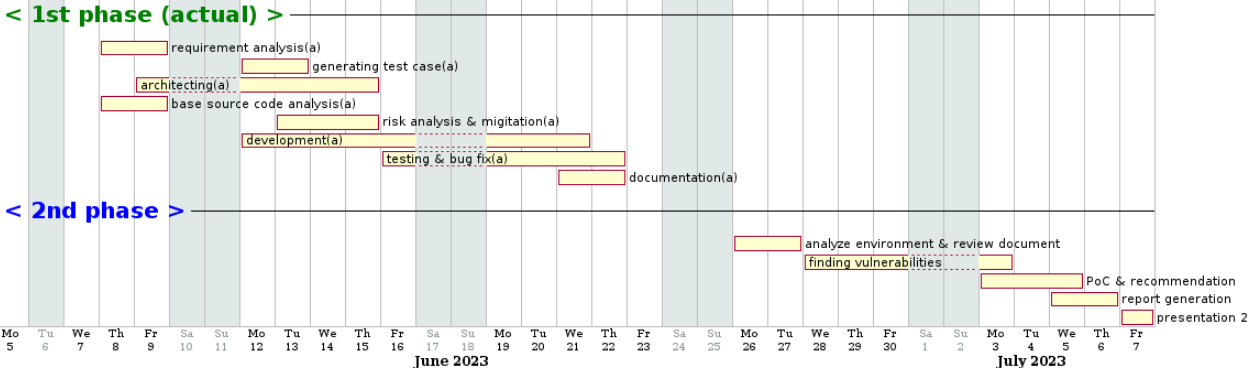 < 1st phase (actual) >
requirement analysis(a)
generating test case(a)
architecting(a)
base source code analysis(a)
risk analysis & migitation(a)
development(a)
testing & bug fix(a)
documentation(a)
< 2nd phase >
analyze environment & review document
finding vulnerabilities
PoC & recommendation
report generation
presentation 2
Mo Tu We Th Fr Sa Su Mo Tu We Th Fr Sa Su Mo Tu We Th Fr Sa Su Mo Tu We Th Fr Sa Su Mo Tu We Th Fr
5 6 7 8 9 10 11 12 13 14 15 16 17 18 19 20 21 22 23 24 25 26 27 28 29 30 1 2 3 4 5 6 7
June 2023 July 2023